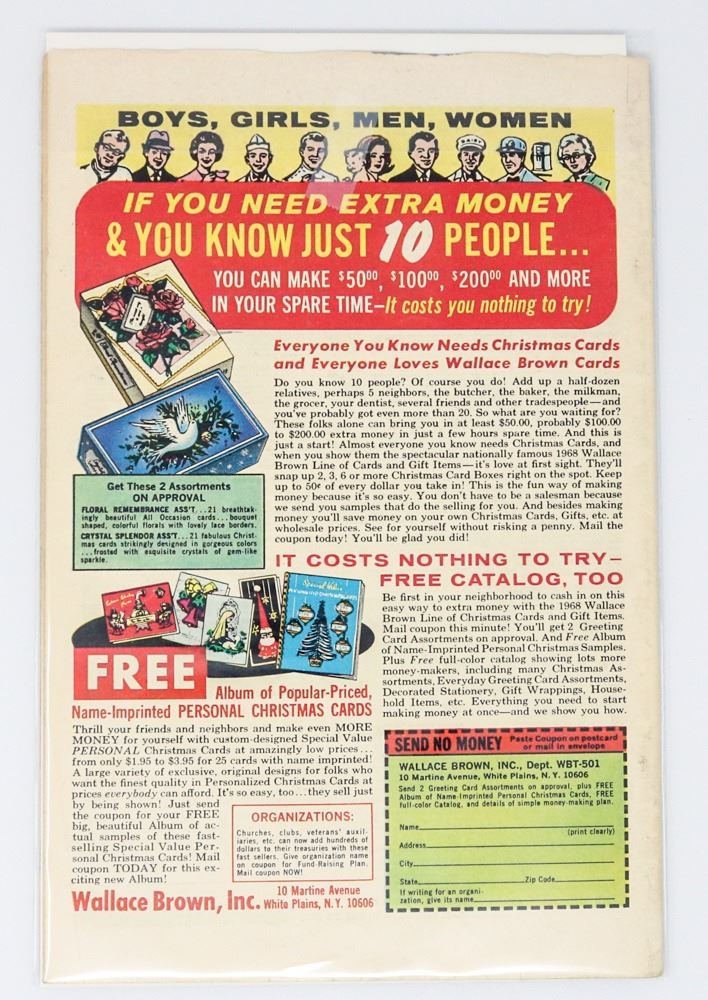 BOYS, GIRLS, MEN, WOMEN
IF YOU NEED EXTRA MONEY
& YOU KNOW JUST 10 PEOPLE...
YOU CAN MAKE $50⁰⁰, $100⁰⁰, $200⁰⁰ AND MORE
IN YOUR SPARE TIME—It costs you nothing to try!
Everyone You Know Needs Christmas Cards
and Everyone Loves Wallace Brown Cards
Do you know 10 people? Of course you do! Add up a half-dozen
relatives, perhaps 5 neighbors, the butcher, the baker, the milkman,
the grocer, your dentist, several friends and other tradespeople—and
you've probably got even more than 20. So what are you waiting for?
These folks alone can bring you in at least $50.00, probably $100.00
to $200.00 extra money in just a few hours spare time. And this is
just a start! Almost everyone you know needs Christmas Cards, and
when you show them the spectacular nationally famous 1968 Wallace
Brown Line of Cards and Gift Items—it's love at first sight. They'll
snap up 2, 3, 6 or more Christmas Card Boxes right on the spot. Keep
up to 50¢ of every dollar you take in! This is the fun way of making
money because it's so easy. You don't have to be a salesman because
we send you samples that do the selling for you. And besides making
money you'll save money on your own Christmas Cards, Gifts, etc. at
wholesale prices. See for yourself without risking a penny. Mail the
coupon today! You'll be glad you did!
Get These 2 Assortments
ON APPROVAL
FLORAL REMEMBRANCE ASS'T...21 breathtak-
ingly beautiful All Occasion cards...bouquet
shaped, colorful florals with lovely lace borders.
CRYSTAL SPLENDOR ASS'T...21 fabulous Christ-
mas cards strikingly designed in gorgeous colors
...frosted with exquisite crystals of gem-like
sparkle.
IT COSTS NOTHING TO TRY—
FREE CATALOG, TOO
Be first in your neighborhood to cash in on this
easy way to extra money with the 1968 Wallace
Brown Line of Christmas Cards and Gift Items.
Mail coupon this minute! You'll get 2 Greeting
Card Assortments on approval. And Free Album
of Name-Imprinted Personal Christmas Samples.
Plus Free full-color catalog showing lots more
money-makers, including many Christmas As-
sortments, Everyday Greeting Card Assortments,
Decorated Stationery, Gift Wrappings, House-
hold Items, etc. Everything you need to start
making money at once—and we show you how.
FREE
Album of Popular-Priced,
Name-Imprinted PERSONAL CHRISTMAS CARDS
Thrill your friends and neighbors and make even MORE
MONEY for yourself with custom-designed Special Value
PERSONAL Christmas Cards at amazingly low prices...
from only $1.95 to $3.95 for 25 cards with name imprinted!
A large variety of exclusive, original designs for folks who
want the finest quality in Personalized Christmas Cards at
prices everybody can afford. It's so easy, too...they sell just
by being shown! Just send
the coupon for your FREE
big, beautiful Album of ac-
tual samples of these fast-
selling Special Value Per-
sonal Christmas Cards! Mail
coupon TODAY for this ex-
citing new Album!
ORGANIZATIONS:
Churches, clubs, veterans' auxil-
iaries, etc. can now add hundreds of
dollars to their treasuries with these
fast sellers. Give organization name
on coupon for Fund-Raising Plan.
Mail coupon NOW!
Wallace Brown, Inc. 10 Martine Avenue
White Plains, N.Y. 10606
SEND NO MONEY Paste Coupon on postcard
or mail in envelope
WALLACE BROWN, INC., Dept. WBT-501
10 Martine Avenue, White Plains, N. Y. 10606
Send 2 Greeting Card Assortments on approval, plus FREE
Album of Name-Imprinted Personal Christmas Cards, FREE
full-color Catalog, and details of simple money-making plan.
Name
(print clearly)
Address
City
State Zip Code
If writing for an organi-
zation, give its name